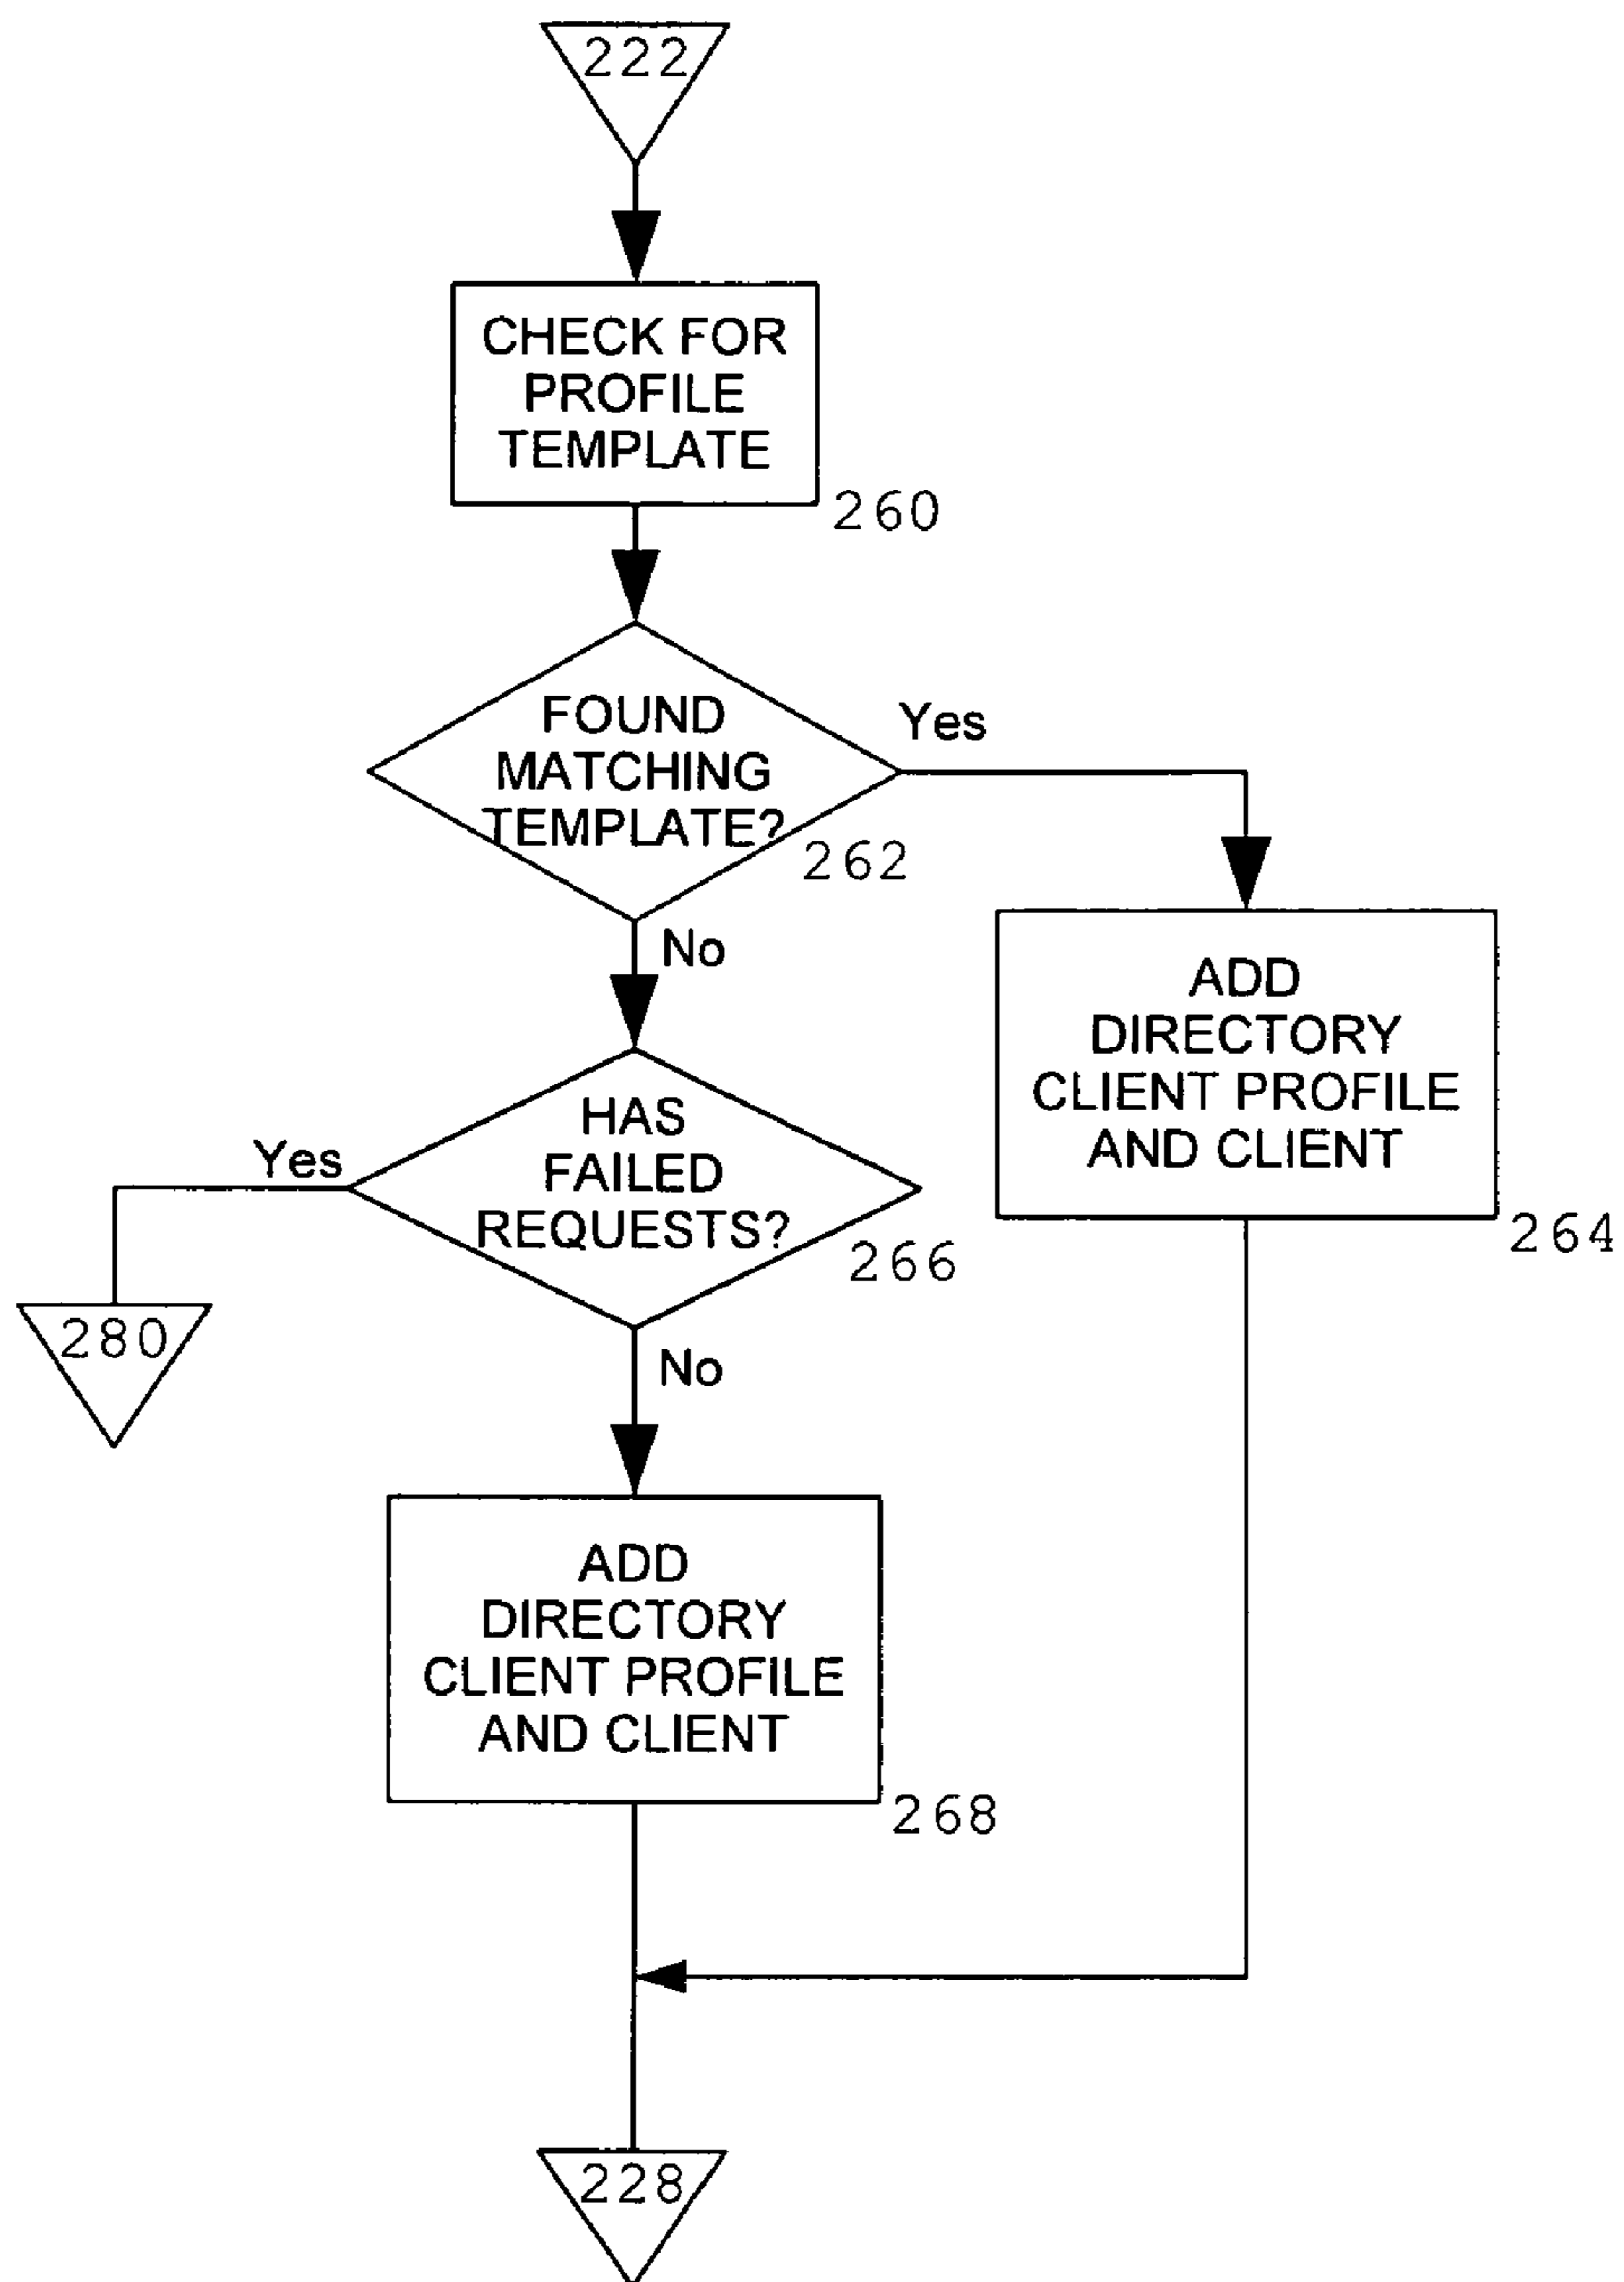 222
CHECK FOR
PROFILE
TEMPLATE
260
FOUND
MATCHING
TEMPLATE?
262
Yes
No
ADD
DIRECTORY
CLIENT PROFILE
AND CLIENT
264
HAS
FAILED
REQUESTS?
266
Yes
280
No
ADD
DIRECTORY
CLIENT PROFILE
AND CLIENT
268
228